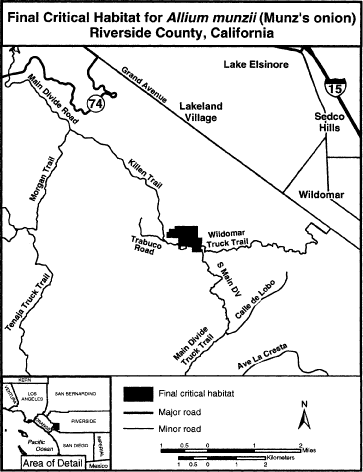 Final Critical Habitat for Allium munzii (Munz's onion)
Riverside County, California
Lake Elsinore
Grand Avenue
15
Main Divide Road
74
Lakeland
Village
Sedco
Hills
Killen Trail
Morgan Trail
Wildomar
Trabuco
Road
Wildomar
Truck Trail
S Main DV
Tenaja Truck Trail
Calle de Lobo
Main Divide
Truck Trail
Ave La Cresta
KERN
VENTURA
LOS
ANGELES
SAN BERNARDINO
ORANGE
RIVERSIDE
Pacific
Ocean
SAN DIEGO
IMPERIAL
Mexico
Area of Detail
Final critical habitat
Major road
Minor road
N
1 0.5 0 1 2
Miles
1 0.5 0 1 2
Kilometers